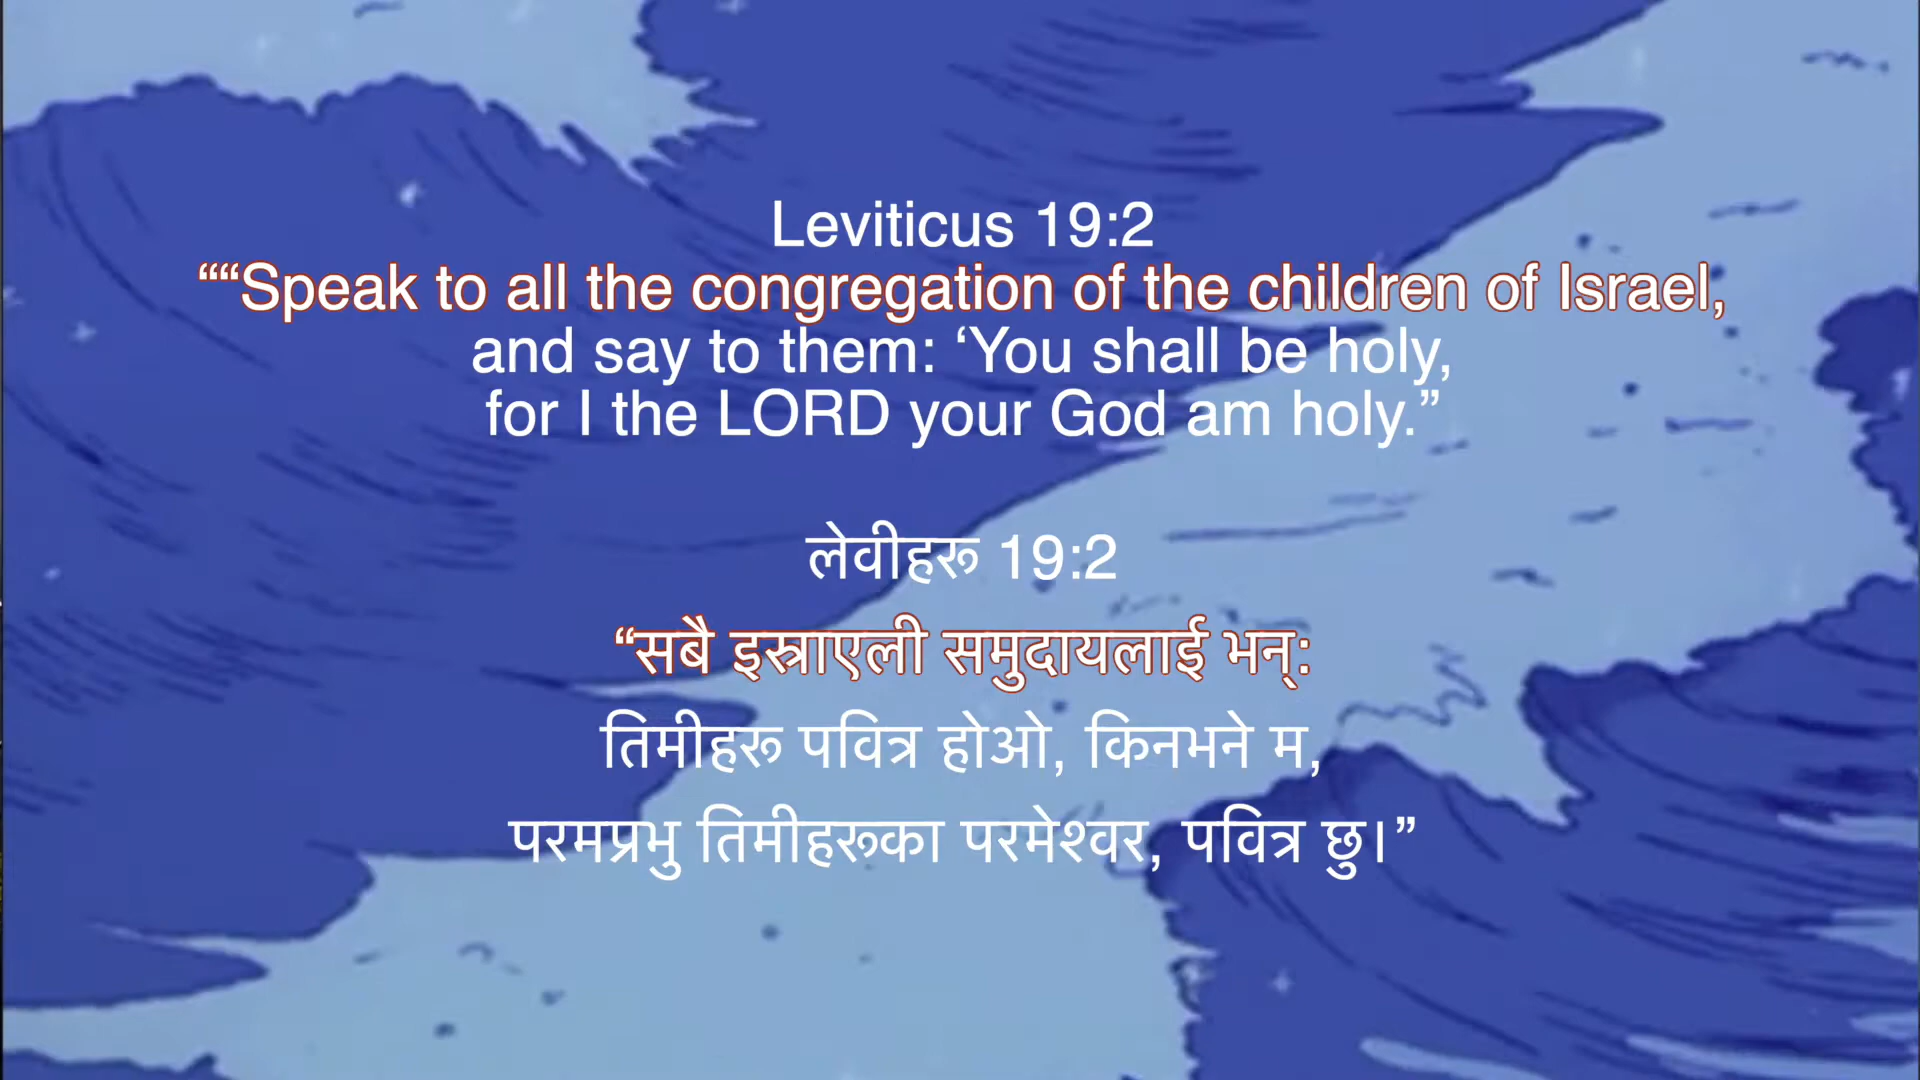 Leviticus 19:2
““Speak to all the congregation of the children of Israel,
and say to them: ‘You shall be holy,
for I the LORD your God am holy.”
लेवीहरू 19:2
“सबै इस्राएली समुदायलाई भन्:
तिमीहरू पवित्र होओ, किनभने म,
परमप्रभु तिमीहरूका परमेश्वर, पवित्र छु।”